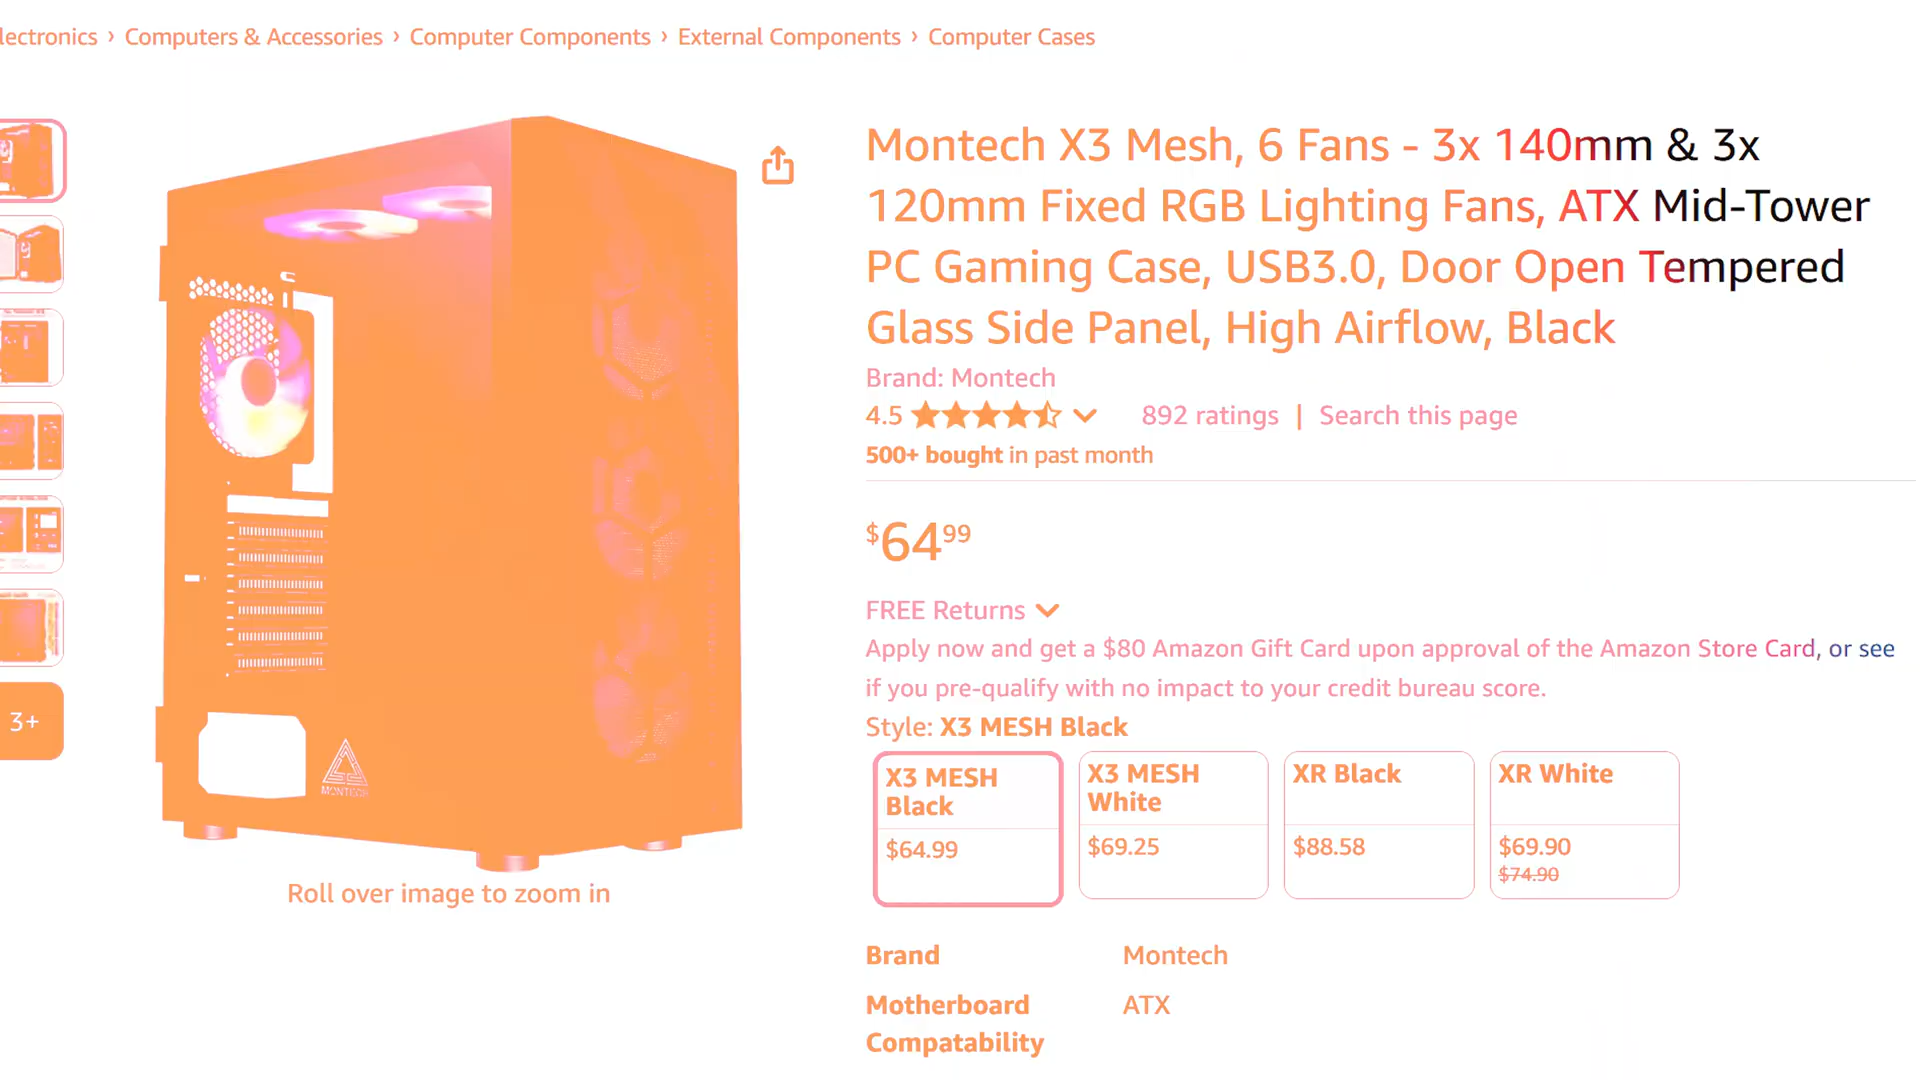 lectronics › Computers & Accessories › Computer Components › External Components › Computer Cases
Montech X3 Mesh, 6 Fans - 3x 140mm & 3x
120mm Fixed RGB Lighting Fans, ATX Mid-Tower
PC Gaming Case, USB3.0, Door Open Tempered
Glass Side Panel, High Airflow, Black
Brand: Montech
4.5
892 ratings | Search this page
500+ bought in past month
$64.99
FREE Returns
Apply now and get a $80 Amazon Gift Card upon approval of the Amazon Store Card, or see
if you pre-qualify with no impact to your credit bureau score.
Style: X3 MESH Black
X3 MESH
Black
$64.99
X3 MESH
White
$69.25
XR Black
$88.58
XR White
$69.90
$74.90
3+
MONTECH
Roll over image to zoom in
Brand Montech
Motherboard ATX
Compatability